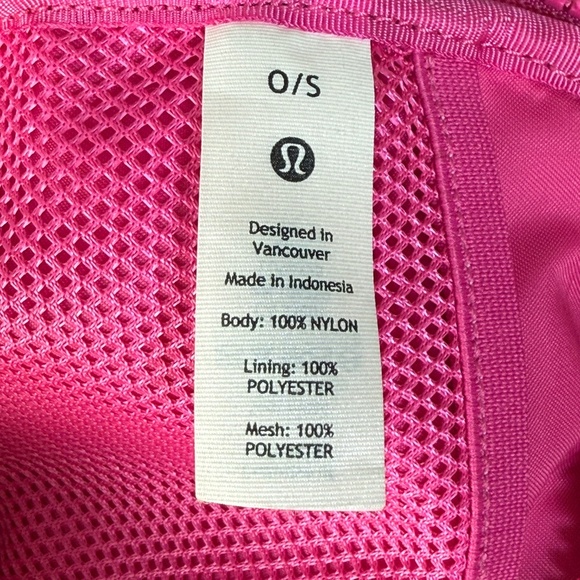 O/S
Designed in
Vancouver
Made in Indonesia
Body: 100% NYLON
Lining: 100%
POLYESTER
Mesh: 100%
POLYESTER